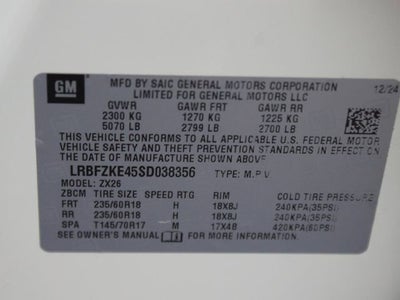 GM
MFD BY SAIC GENERAL MOTORS CORPORATION
LIMITED FOR GENERAL MOTORS LLC
12/24
GVWR GAWR FRT GAWR RR
2300 KG 1270 KG 1225 KG
5070 LB 2799 LB 2700 LB
THIS VEHICLE CONFORMS TO ALL APPLICABLE U.S. FEDERAL MOTOR
VEHICLE SAFETY AND THEFT PREVENTION STANDARDS IN EFFECT ON
THE DATE OF MANUFACTURE SHOWN ABOVE.
LRBFZKE45SD038356 TYPE: M.P.V
MODEL: ZX26
ZBCM TIRE SIZE RIM COLD TIRE PRESSURE
FRT 235/60R18 H 18X8J 240KPA(35PSI)
RR 235/60R18 H 18X8J 240KPA(35PSI)
SPA T145/70R17 M 17X4B 420KPA(60PSI)
SEE OWNER'S MANUAL FOR ADDITIONAL INFORMATION